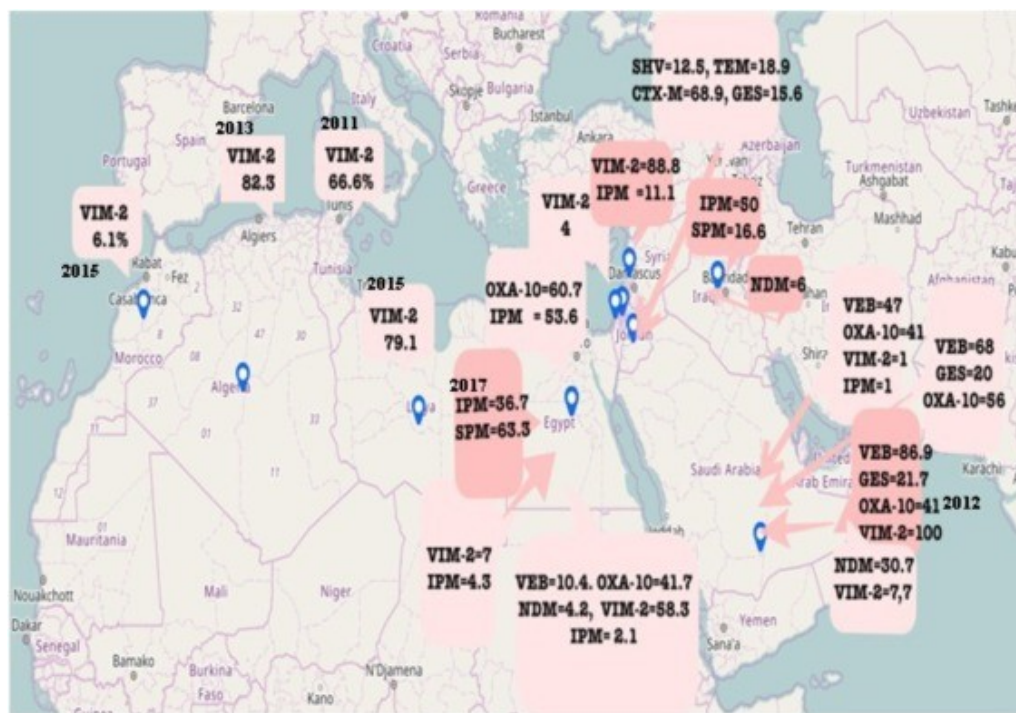 Romania
Bucharest
Croatia
Serbia
Skopje
Bulgaria
Italy
Barcelona
Spain
Portugal
Istanbul
Ankara
Greece
Azerbaijan
Uzbekistan
Turkmenistan
Ashgabat
Mashhad
Tehran
SHV=12.5, TEM=18.9
CTX-M=68.9, GES=15.6
2013
VIM-2
82.3
2011
VIM-2
66.6%
Tunis
Algiers
VIM-2
6.1%
2015
Rabat
Fez
Casablanca
Morocco
Tunisia
Algeria
2015
VIM-2
79.1
Libya
VIM-2
4
VIM-2=88.8
IPM =11.1
Syria
Damascus
IPM=50
SPM=16.6
Baghdad
Iraq
NDM=6
Jordan
OXA-10=60.7
IPM = 53.6
2017
IPM=36.7
SPM=63.3
Egypt
VEB=47
OXA-10=41
VIM-2=1
IPM=1
Afghanistan
VEB=68
GES=20
OXA-10=56
Karachi
Saudi Arabia
VEB=86.9
GES=21.7
OXA-10=41 2012
VIM-2=100
NDM=30.7
VIM-2=7,7
VIM-2=7
IPM=4.3
VEB=10.4. OXA-10=41.7
NDM=4.2, VIM-2=58.3
IPM= 2.1
Jeddah
Yemen
Sana'a
Mauritania
Nouakchott
Dakar
Senegal
Mali
Bamako
Burkina
Faso
Niger
Kano
N'Djamena